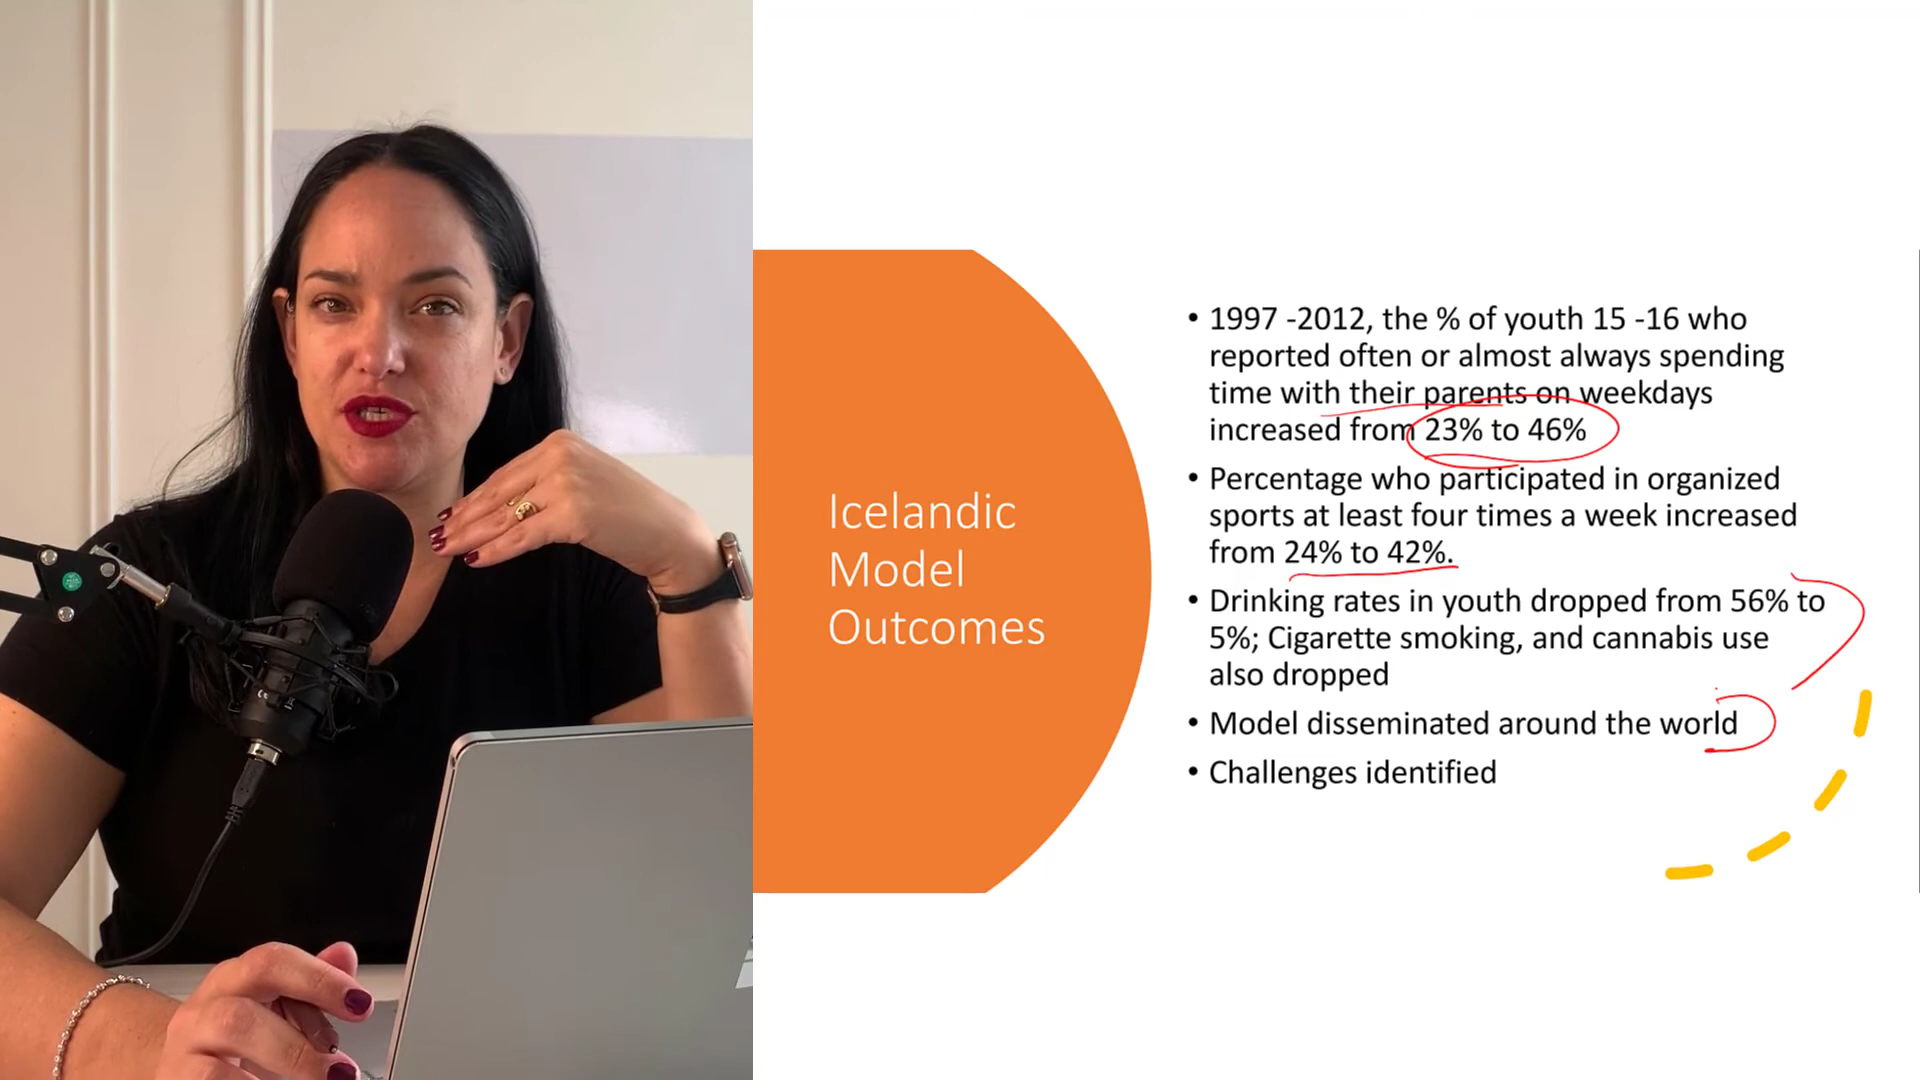 Icelandic
Model
Outcomes
• 1997 -2012, the % of youth 15 -16 who
reported often or almost always spending
time with their parents on weekdays
increased from 23% to 46%
• Percentage who participated in organized
sports at least four times a week increased
from 24% to 42%.
• Drinking rates in youth dropped from 56% to
5%; Cigarette smoking, and cannabis use
also dropped
• Model disseminated around the world
• Challenges identified